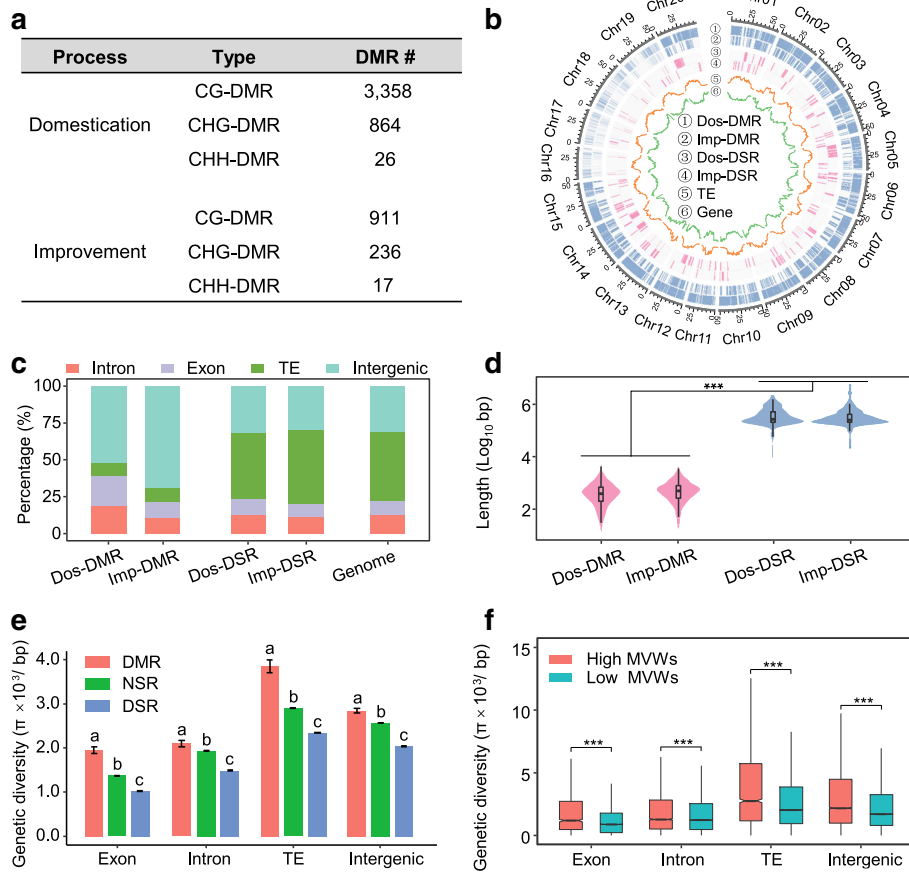 a
Process Type DMR #
CG-DMR 3,358
Domestication CHG-DMR 864
CHH-DMR 26
CG-DMR 911
Improvement CHG-DMR 236
CHH-DMR 17
b
Chr02
Chr03
Chr04
Chr05
Chr06
Chr07
Chr08
Chr09
Chr10
Chr11
Chr12
Chr13
Chr14
Chr15
Chr16
Chr17
Chr18
Chr19
① Dos-DMR
② Imp-DMR
③ Dos-DSR
④ Imp-DSR
⑤ TE
⑥ Gene
c
Intron Exon TE Intergenic
Percentage (%)
100
75
50
25
0
Dos-DMR Imp-DMR Dos-DSR Imp-DSR Genome
d
***
Length (Log₁₀ bp)
6
4
2
Dos-DMR Imp-DMR Dos-DSR Imp-DSR
e
DMR
NSR
DSR
Genetic diversity (π ×10³/ bp)
4.0
3.0
2.0
1.0
0.0
a b c a b c a b c a b c
Exon Intron TE Intergenic
f
High MVWs
Low MVWs
Genetic diversity (π ×10³/ bp)
15
10
5
0
*** *** *** ***
Exon Intron TE Intergenic